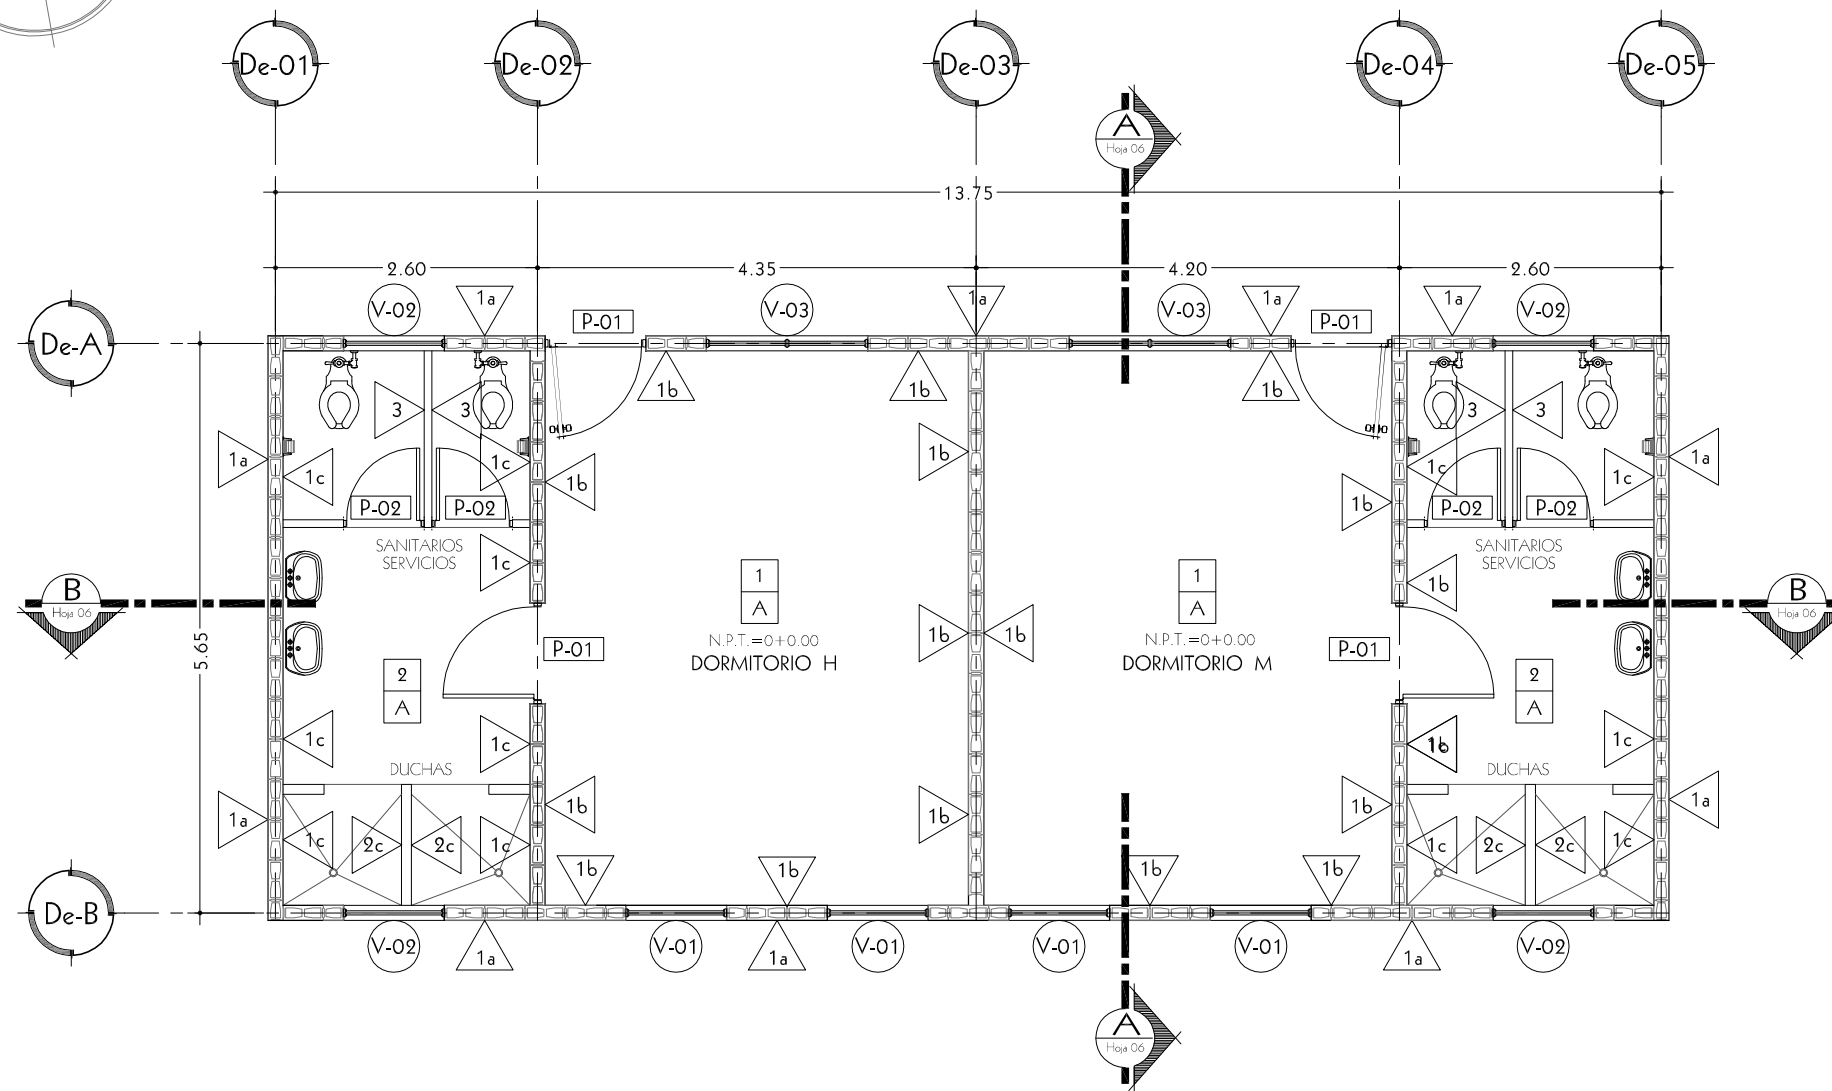 De-01 De-02 De-03 De-04 De-05
A
Hoja 06
13.75
2.60 4.35 4.20 2.60
V-02 1a P-01 V-03 1a V-03 1a P-01 1a V-02
De-A
1b 1b 1b
3 3 3 3
1a 1c 1c 1b 1b 1b 1c 1c 1a
P-02 P-02 P-02 P-02
SANITARIOS SANITARIOS
SERVICIOS SERVICIOS
1c 1b
1 1
A A
B B
Hoja 06 Hoja 06
5.65
P-01 1b 1b P-01
N.P.T.=0+0.00 N.P.T.=0+0.00
DORMITORIO H DORMITORIO M
2 2
A A
1c 1c 1c
DUCHAS DUCHAS
1a 1b 1b 1b 1a
1c 2c 2c 1c 1c 2c 2c 1c
1b 1b 1b 1b
De-B
V-02 1a V-01 1a V-01 V-01 V-01 1a V-02
A
Hoja 06